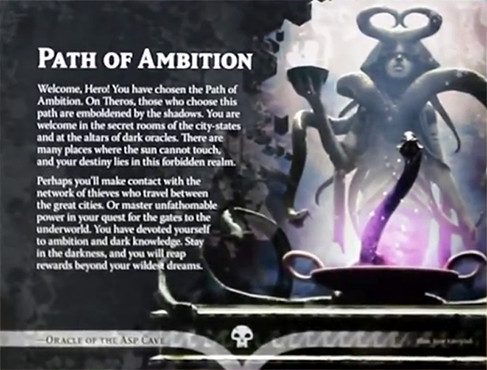 PATH OF AMBITION
Welcome, Hero! You have chosen the Path of
Ambition. On Theros, those who choose this
path are emboldened by the shadows. You are
welcome in the secret rooms of the city-states
and at the altars of dark oracles. There are
many places where the sun cannot touch,
and your destiny lies in this forbidden realm.
Perhaps you'll make contact with the
network of thieves who travel between
the great cities. Or master unfathomable
power in your quest for the gates to the
underworld. You have devoted yourself
to ambition and dark knowledge. Stay
in the darkness, and you will reap
rewards beyond your wildest dreams.
—ORACLE OF THE ASP CAVE